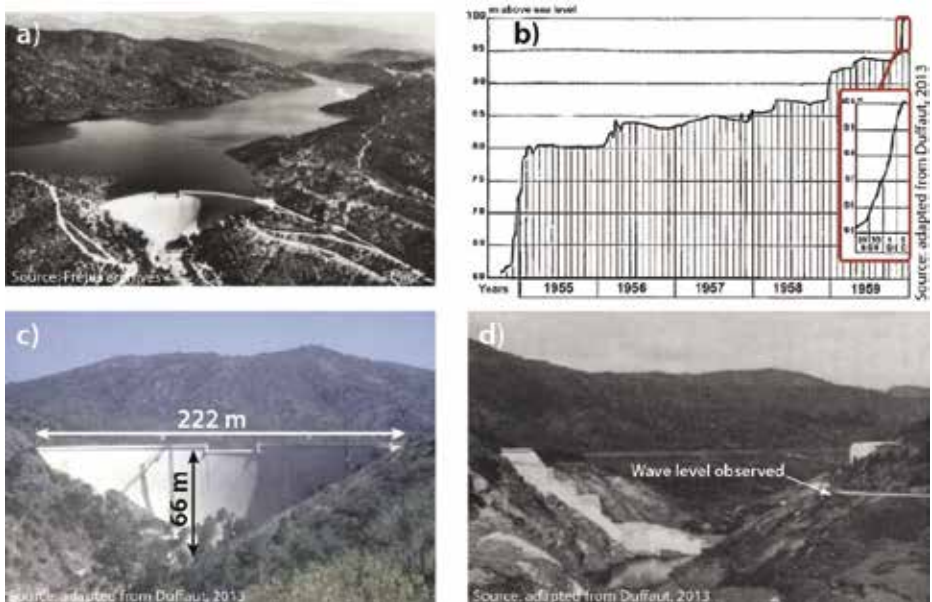 a)
Source: Frejus archives
m above sea level
b)
100
95
90
85
80
75
70
65
60
Years
1955
1956
1957
1958
1959
Source: adapted from Duffaut, 2013
c)
222 m
66 m
Source: adapted from Duffaut, 2013
d)
Wave level observed
Source: adapted from Duffaut, 2013